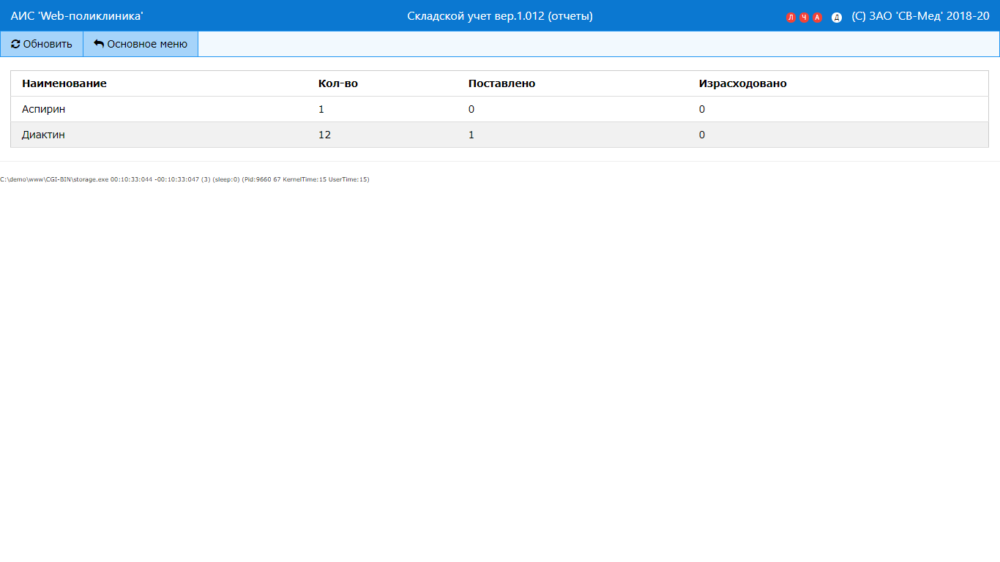 АИС 'Web-поликлиника' Складской учет вер.1.012 (отчеты) Л Ч А Д (C) ЗАО 'СВ-Мед' 2018-20
Обновить Основное меню
Наименование Кол-во Поставлено Израсходовано
Аспирин 1 0 0
Диактин 12 1 0
C:\demo\www\CGI-BIN\storage.exe 00:10:33:044 -00:10:33:047 (3) (sleep:0) (Pid:9660 67 KernelTime:15 UserTime:15)